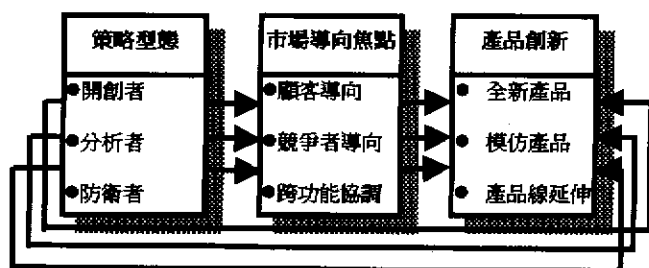 策略型態
●開創者
●分析者
●防衛者
市場導向焦點
●顧客導向
●競爭者導向
●跨功能協調
產品創新
● 全新產品
● 模仿產品
● 產品線延伸